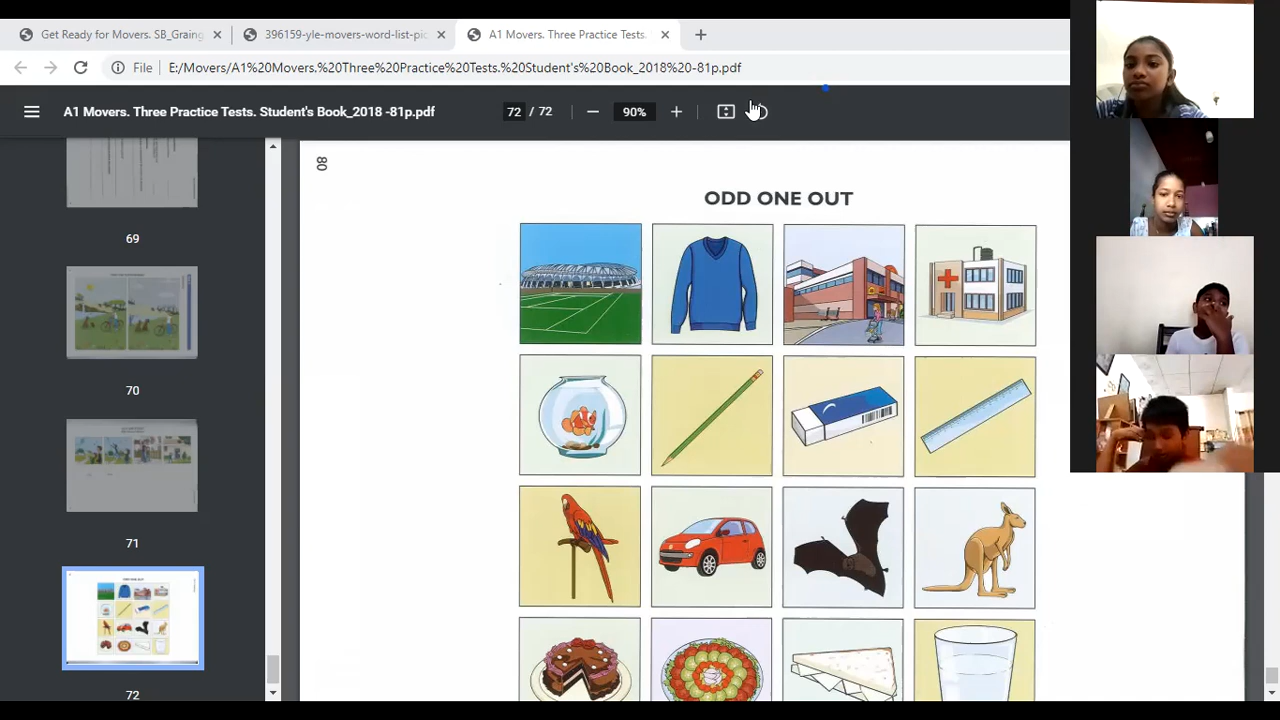 Get Ready for Movers. SB_Graing
396159-yle-movers-word-list-pic
A1 Movers. Three Practice Tests.
File
E:/Movers/A1%20Movers.%20Three%20Practice%20Tests.%20Student's%20Book_2018%20-81p.pdf
A1 Movers. Three Practice Tests. Student's Book_2018 -81p.pdf
72 / 72
90%
80
ODD ONE OUT
69
70
71
72